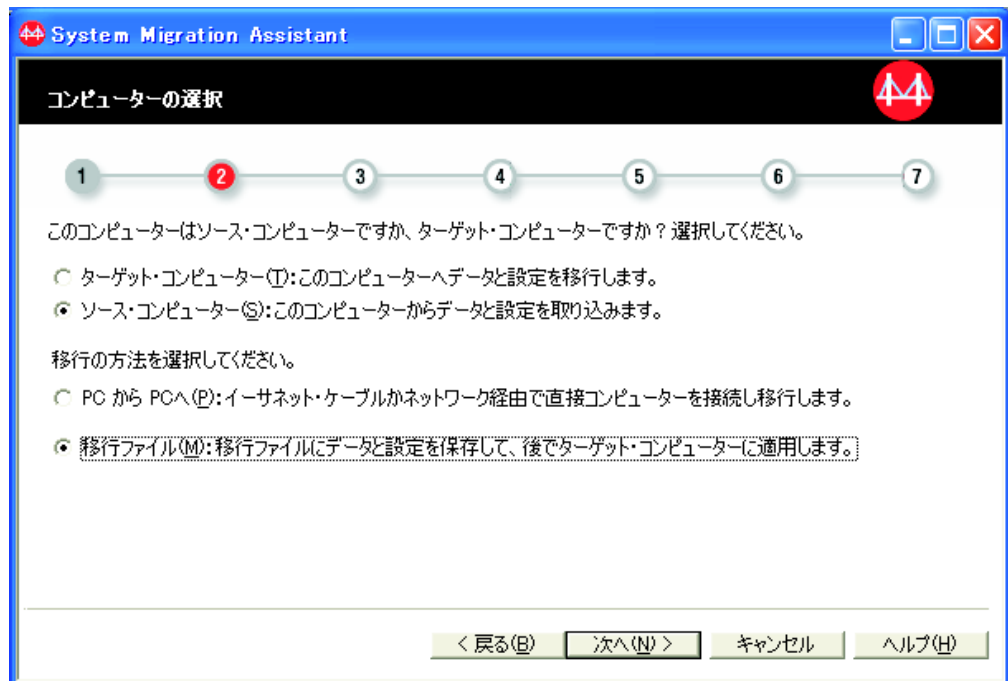 System Migration Assistant
コンピューターの選択
1 2 3 4 5 6 7
このコンピューターはソース・コンピューターですか、ターゲット・コンピューターですか？選択してください。
ターゲット・コンピューター(T):このコンピューターへデータと設定を移行します。
ソース・コンピューター(S):このコンピューターからデータと設定を取り込みます。
移行の方法を選択してください。
PC から PCへ(P):イーサネット・ケーブルかネットワーク経由で直接コンピューターを接続し移行します。
移行ファイル(M):移行ファイルにデータと設定を保存して、後でターゲット・コンピューターに適用します。
< 戻る(B) 次へ(N) > キャンセル ヘルプ(H)